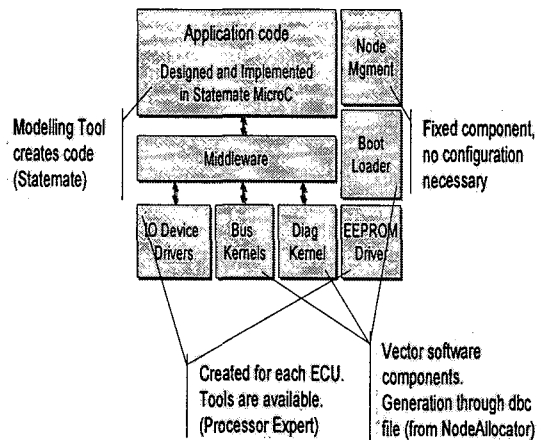 Application code
Designed and Implemented
in Statemate MicroC
Node
Mgment
Modelling Tool
creates code
(Statemate)
Middleware
Boot
Loader
Fixed component,
no configuration
necessary
IO Device
Drivers
Bus
Kernels
Diag
Kernel
EEPROM
Driver
Created for each ECU.
Tools are available.
(Processor Expert)
Vector software
components.
Generation through dbc
file (from NodeAllocator)